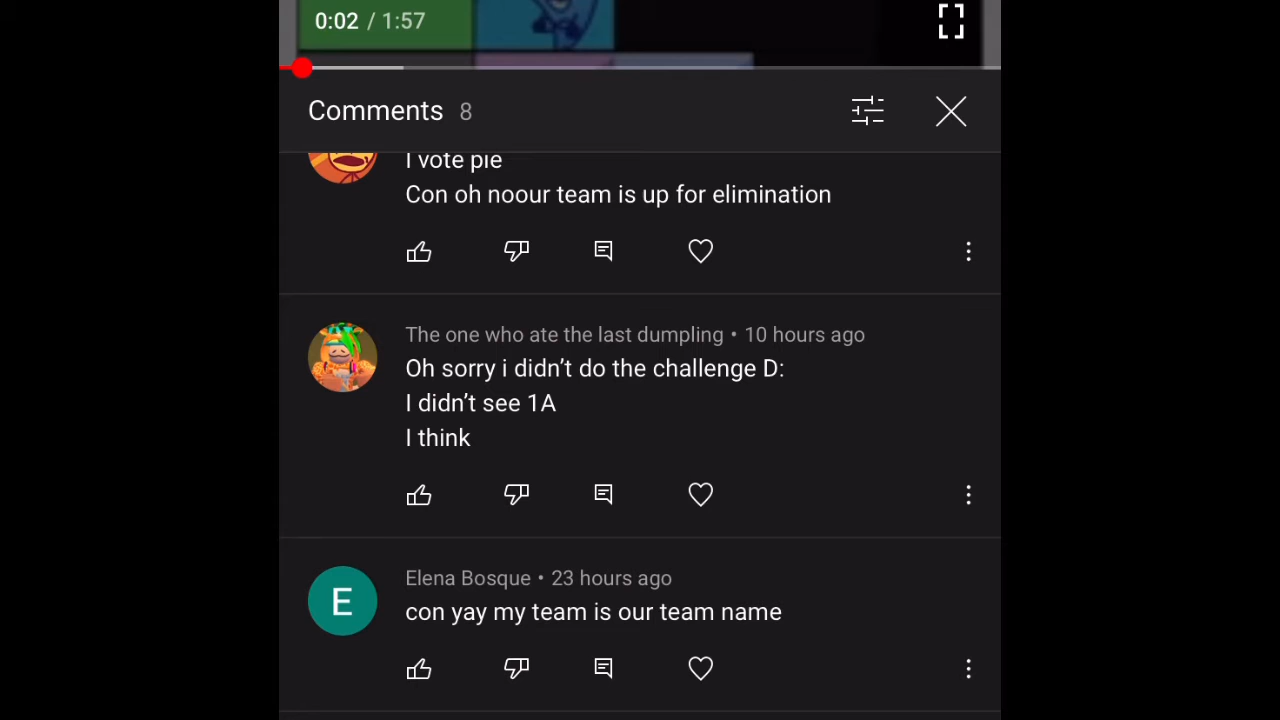 0:02 / 1:57
Comments 8
I vote pie
Con oh noour team is up for elimination
The one who ate the last dumpling • 10 hours ago
Oh sorry i didn’t do the challenge D:
I didn’t see 1A
I think
E
Elena Bosque • 23 hours ago
con yay my team is our team name